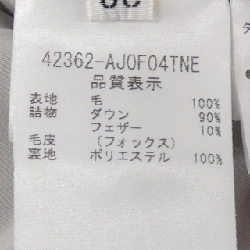 42362-AJOF04TNE
品質表示
表地 毛 100%
詰物 ダウン 90%
フェザー 10%
毛皮 (フォックス)
裏地 ポリエステル 100%